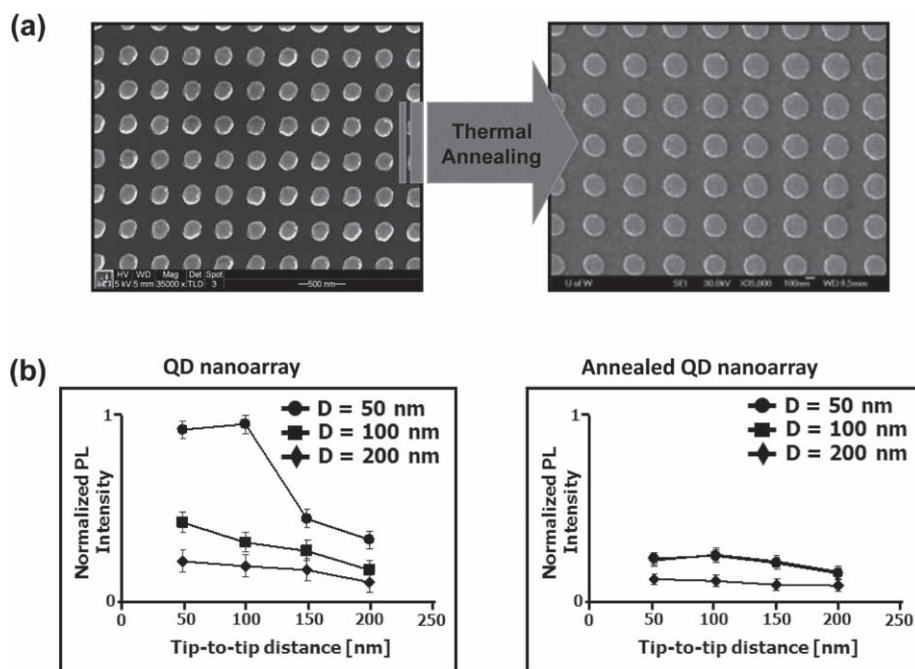 (a)
Thermal
Annealing
HV WD Mag Det Spot
5 kV 5 mm 35000 x TLD 3 500 nm
U of W SEI 30.0kV X35,000 100nm WD 9.5mm
(b)
QD nanoarray
Annealed QD nanoarray
Normalized PL
Intensity
1
0
D = 50 nm
D = 100 nm
D = 200 nm
0 50 100 150 200 250
Tip-to-tip distance [nm]
Normalized PL
Intensity
1
0
D = 50 nm
D = 100 nm
D = 200 nm
0 50 100 150 200 250
Tip-to-tip distance [nm]